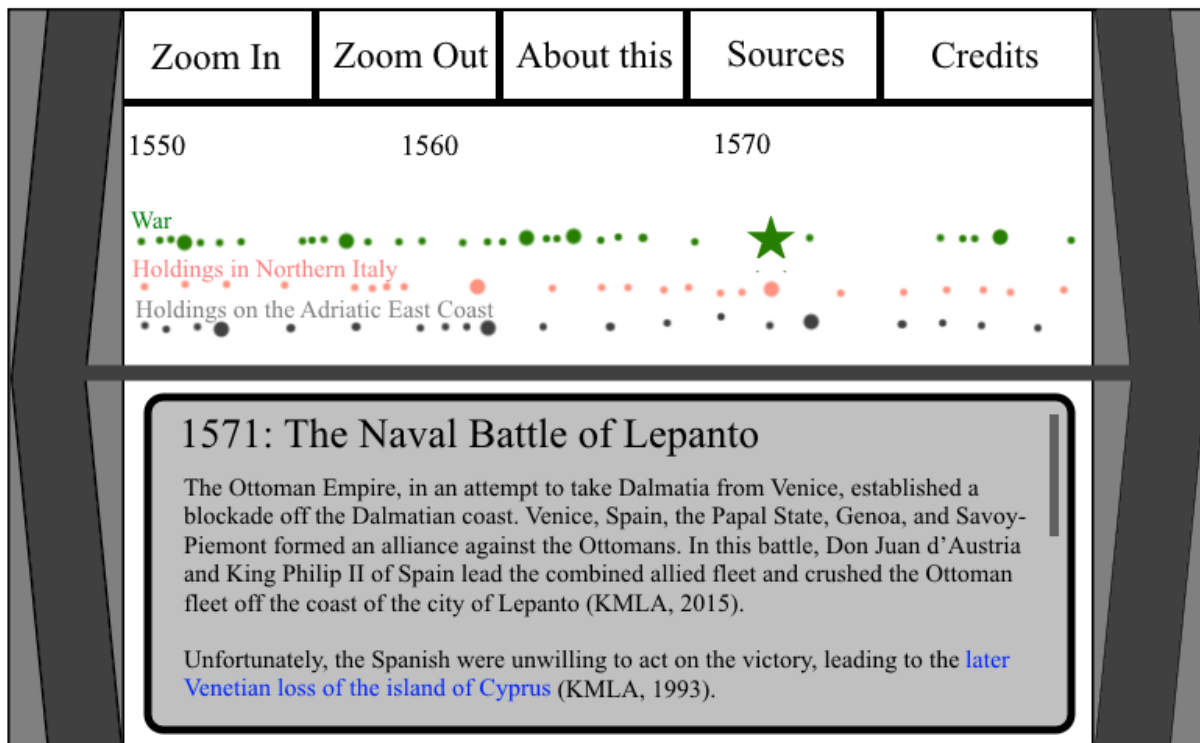 Zoom In
Zoom Out
About this
Sources
Credits
1550
1560
1570
War
Holdings in Northern Italy
Holdings on the Adriatic East Coast
1571: The Naval Battle of Lepanto
The Ottoman Empire, in an attempt to take Dalmatia from Venice, established a
blockade off the Dalmatian coast. Venice, Spain, the Papal State, Genoa, and Savoy-
Piemont formed an alliance against the Ottomans. In this battle, Don Juan d’Austria
and King Philip II of Spain lead the combined allied fleet and crushed the Ottoman
fleet off the coast of the city of Lepanto (KMLA, 2015).
Unfortunately, the Spanish were unwilling to act on the victory, leading to the later
Venetian loss of the island of Cyprus (KMLA, 1993).